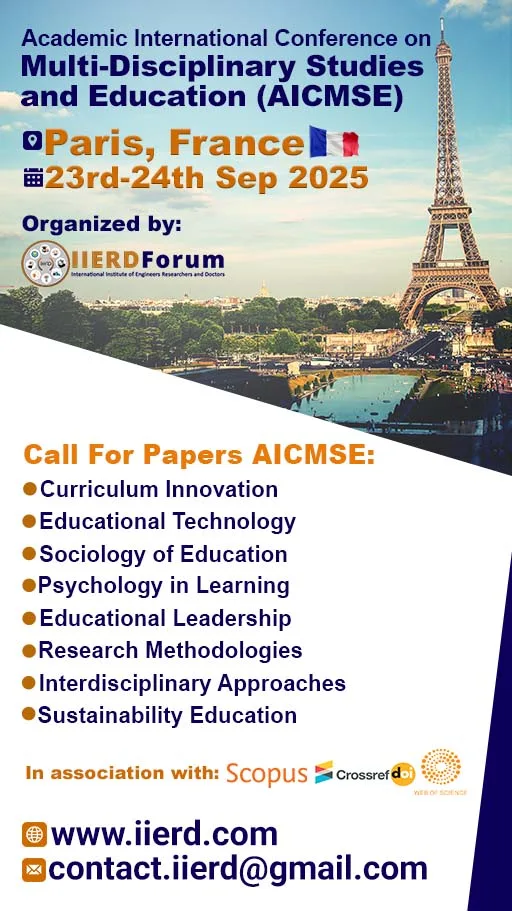 Academic International Conference on
Multi-Disciplinary Studies
and Education (AICMSE)
Paris, France
23rd-24th Sep 2025
Organized by:
IIERDForum
International Institute of Engineers Researchers and Doctors
Call For Papers AICMSE:
Curriculum Innovation
Educational Technology
Sociology of Education
Psychology in Learning
Educational Leadership
Research Methodologies
Interdisciplinary Approaches
Sustainability Education
In association with: Scopus Crossref doi
WEB OF SCIENCE
www.iierd.com
contact.iierd@gmail.com